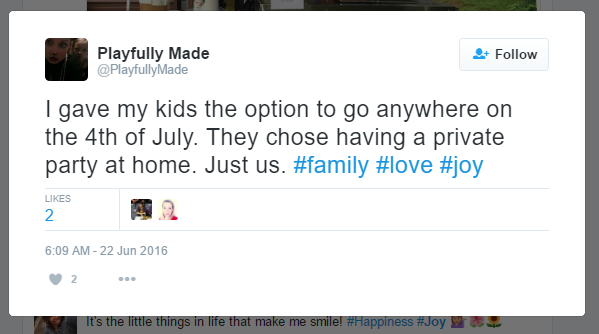 Playfully Made
@PlayfullyMade
Follow
I gave my kids the option to go anywhere on
the 4th of July. They chose having a private
party at home. Just us. #family #love #joy
LIKES
2
6:09 AM - 22 Jun 2016
2
It's the little things in life that make me smile! #Happiness #Joy